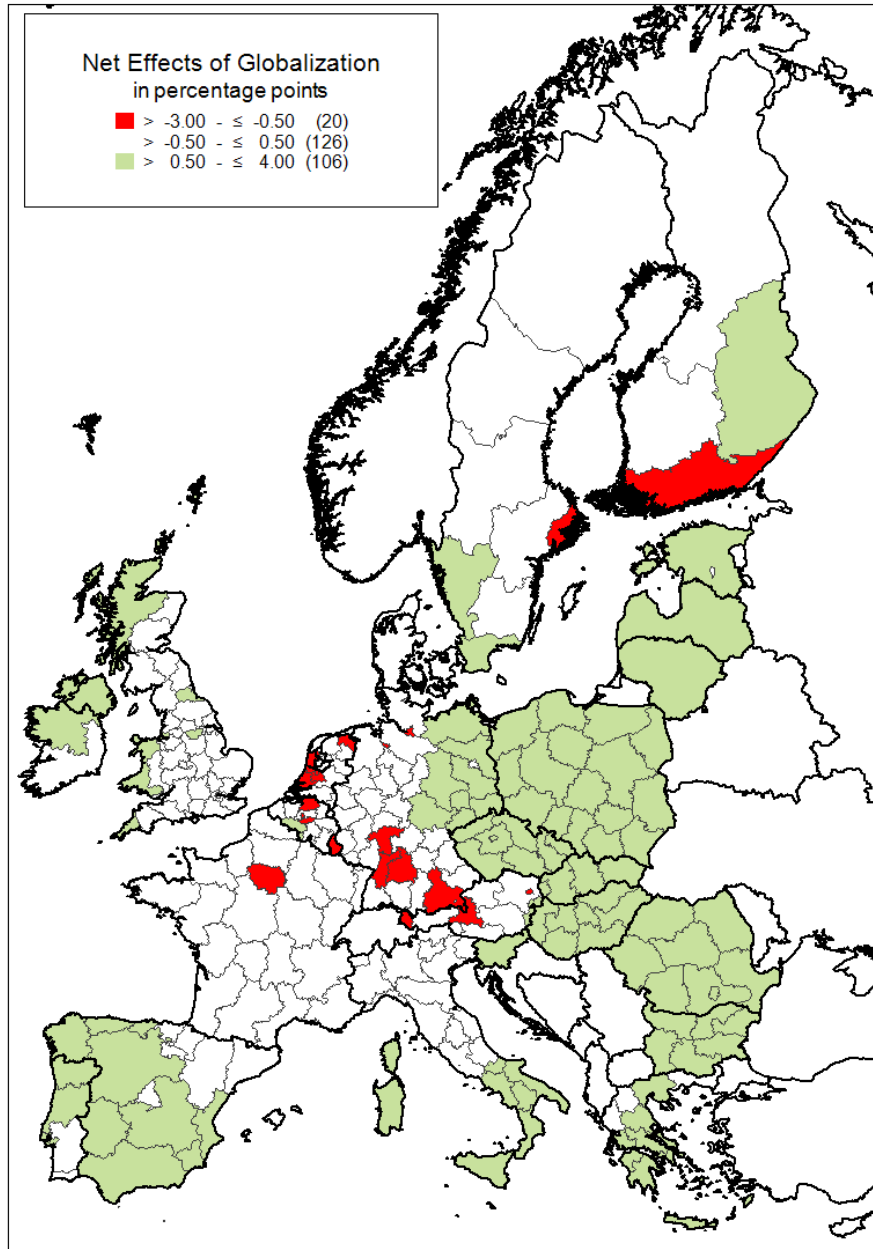 Net Effects of Globalization
in percentage points
> -3.00 - ≤ -0.50 (20)
> -0.50 - ≤ 0.50 (126)
> 0.50 - ≤ 4.00 (106)